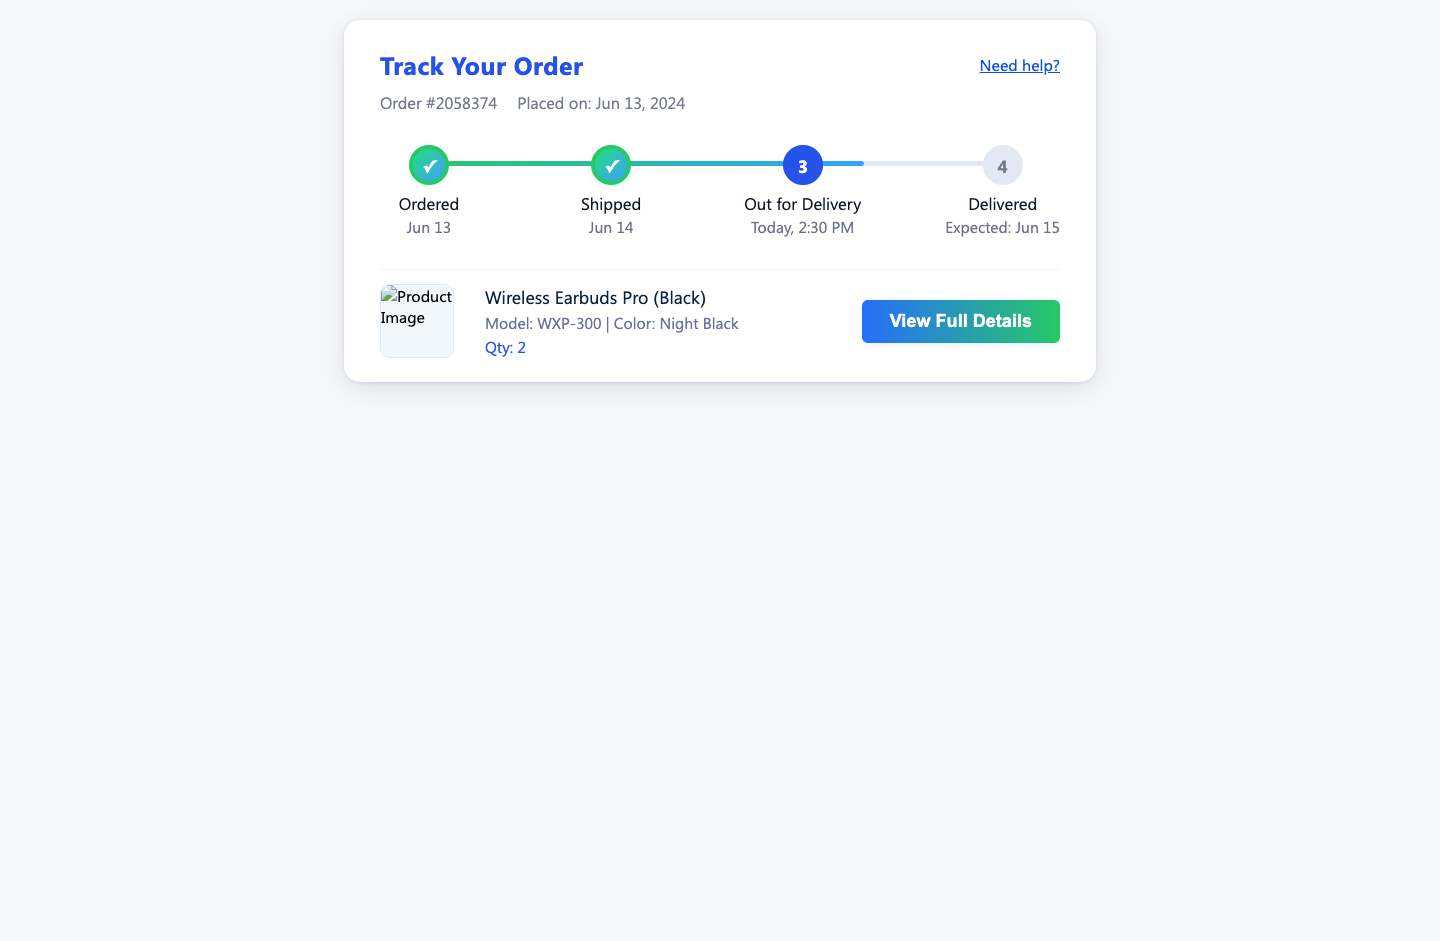 Track Your Order
Need help?
Order #2058374 Placed on: Jun 13, 2024
✓ ✓ 3 4
Ordered Shipped Out for Delivery Delivered
Jun 13 Jun 14 Today, 2:30 PM Expected: Jun 15
Product Image
Wireless Earbuds Pro (Black)
Model: WXP-300 | Color: Night Black
Qty: 2
View Full Details